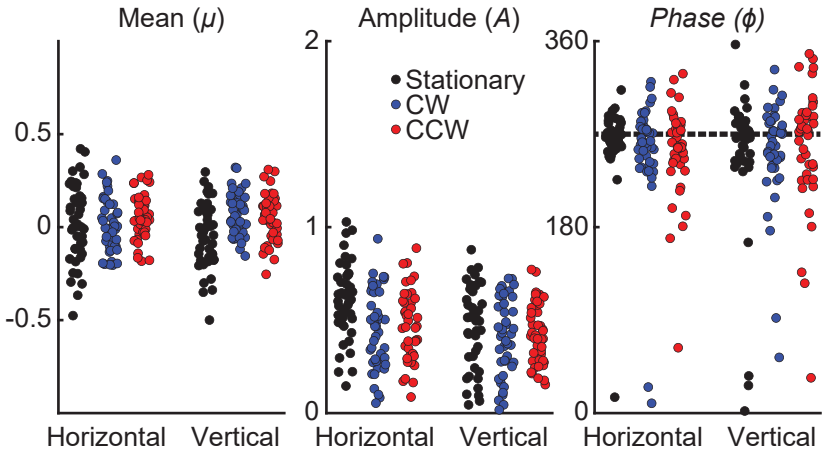 Mean (μ)
Amplitude (A)
Phase (ϕ)
0.5
0
-0.5
2
1
0
360
180
0
Stationary
CW
CCW
Horizontal
Vertical
Horizontal
Vertical
Horizontal
Vertical